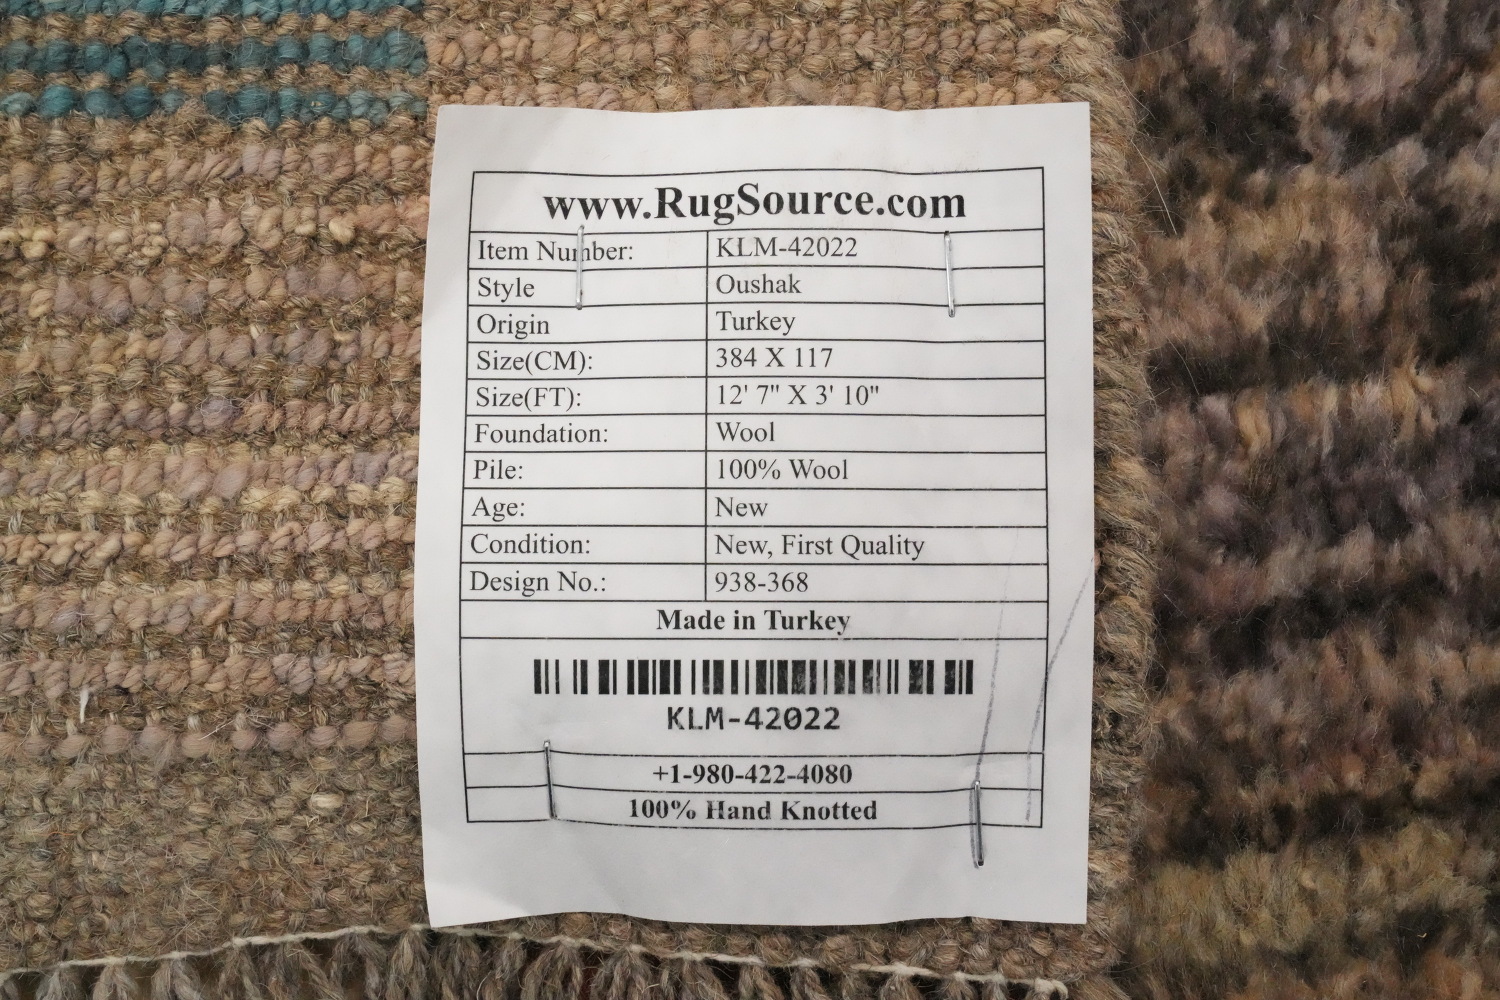 www.RugSource.com
Item Number: KLM-42022
Style Oushak
Origin Turkey
Size(CM): 384 X 117
Size(FT): 12' 7" X 3' 10"
Foundation: Wool
Pile: 100% Wool
Age: New
Condition: New, First Quality
Design No.: 938-368
Made in Turkey
KLM-42022
+1-980-422-4080
100% Hand Knotted